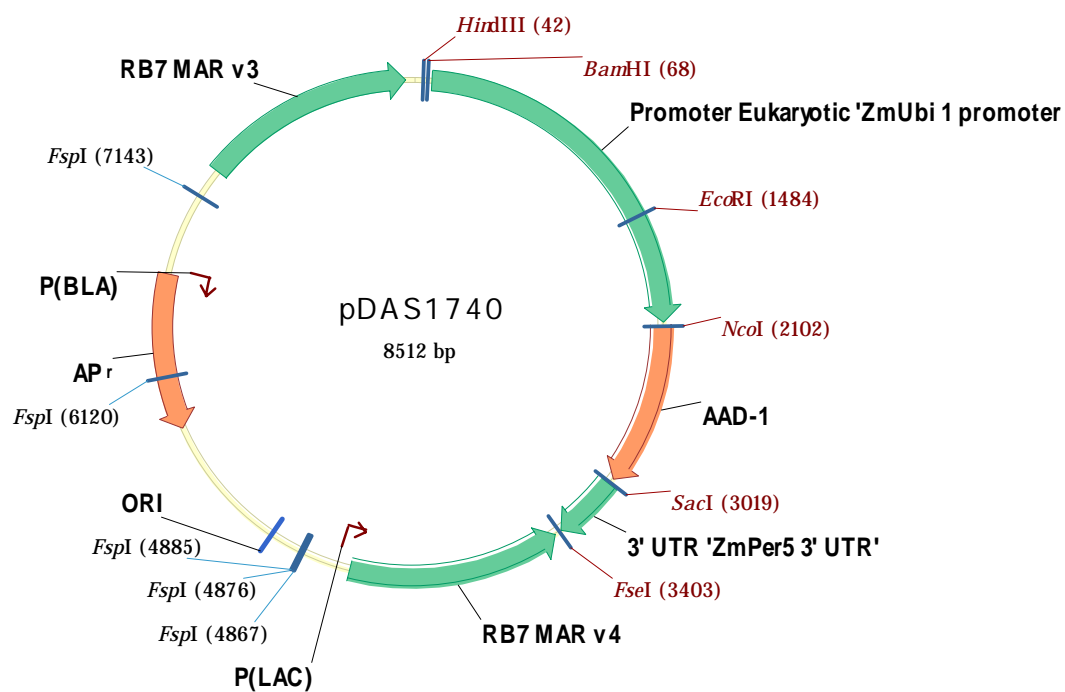 HindIII (42)
RB7 MAR v3
BamHI (68)
Promoter Eukaryotic 'ZmUbi 1 promoter
FspI (7143)
EcoRI (1484)
P(BLA)
pDAS1740
8512 bp
NcoI (2102)
APr
FspI (6120)
AAD-1
SacI (3019)
ORI
FspI (4885)
3' UTR 'ZmPer5 3' UTR'
FspI (4876)
FseI (3403)
FspI (4867)
RB7 MAR v4
P(LAC)